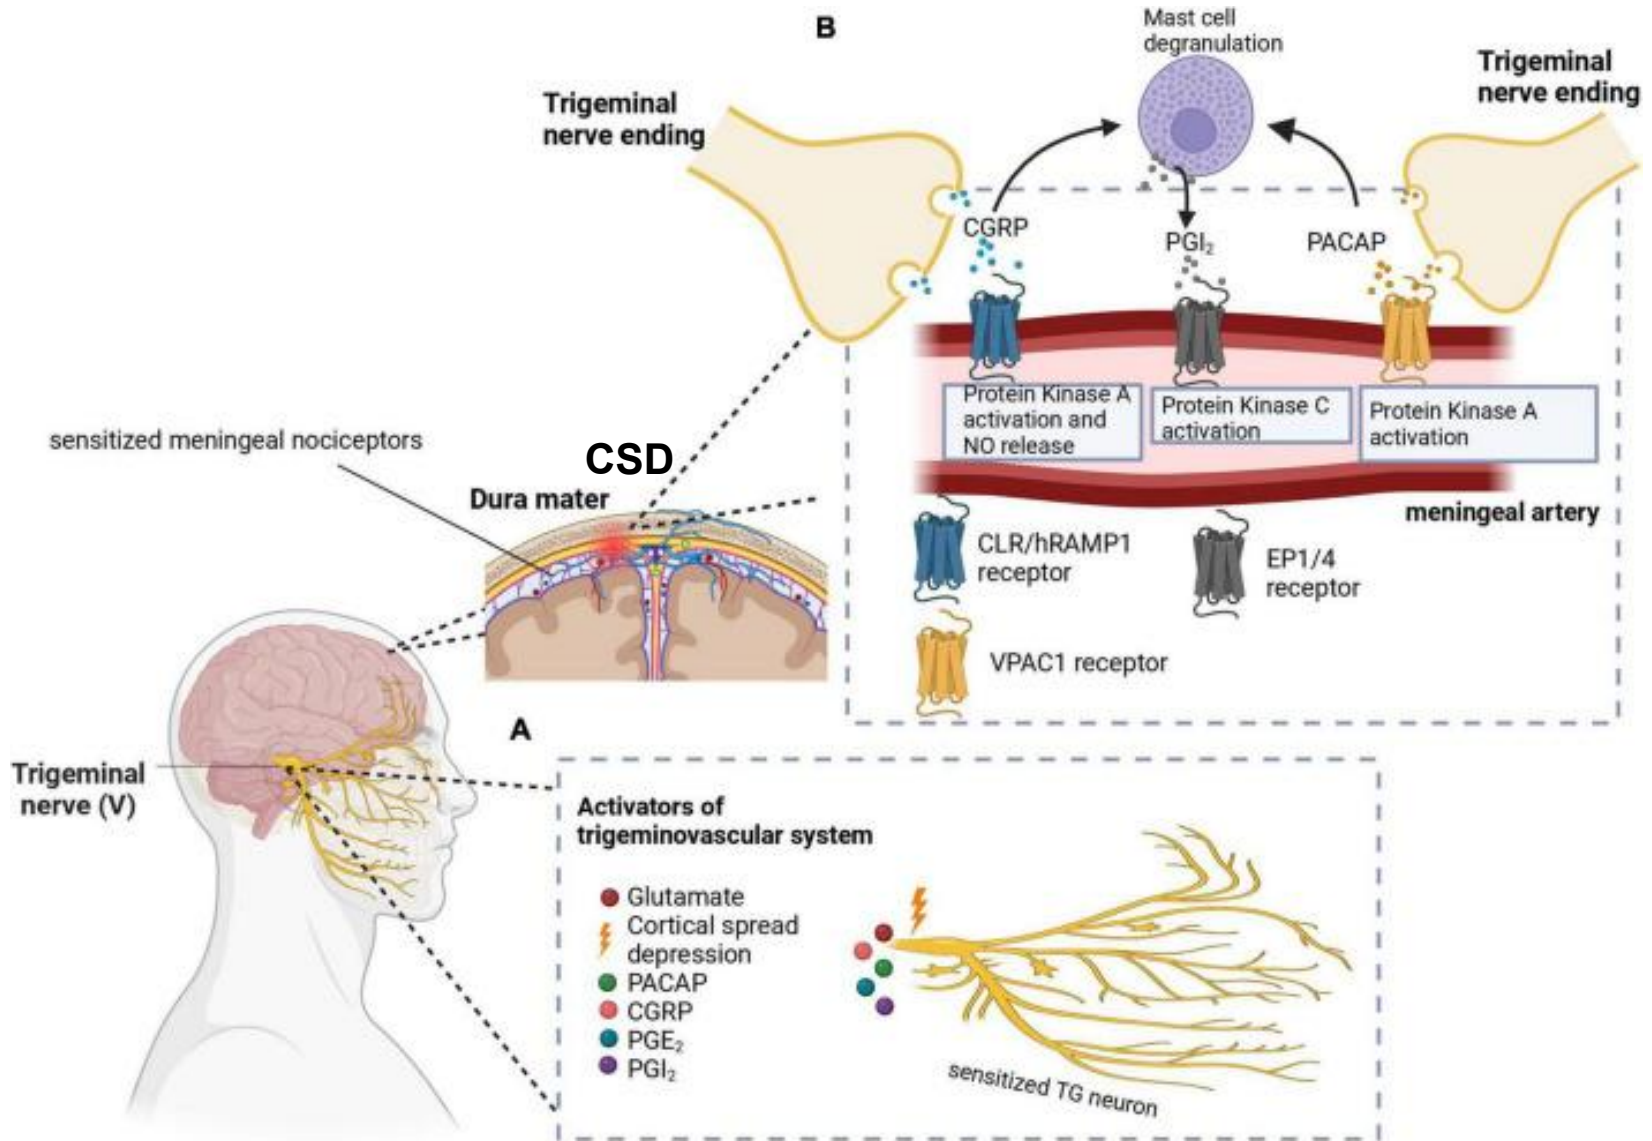 B
Mast cell
degranulation
Trigeminal
nerve ending
Trigeminal
nerve ending
CGRP
PGI₂
PACAP
Protein Kinase A
activation and
NO release
Protein Kinase C
activation
Protein Kinase A
activation
meningeal artery
CLR/hRAMP1
receptor
EP1/4
receptor
VPAC1 receptor
sensitized meningeal nociceptors
CSD
Dura mater
A
Trigeminal
nerve (V)
Activators of
trigeminovascular system
Glutamate
Cortical spread
depression
PACAP
CGRP
PGE₂
PGI₂
sensitized TG neuron